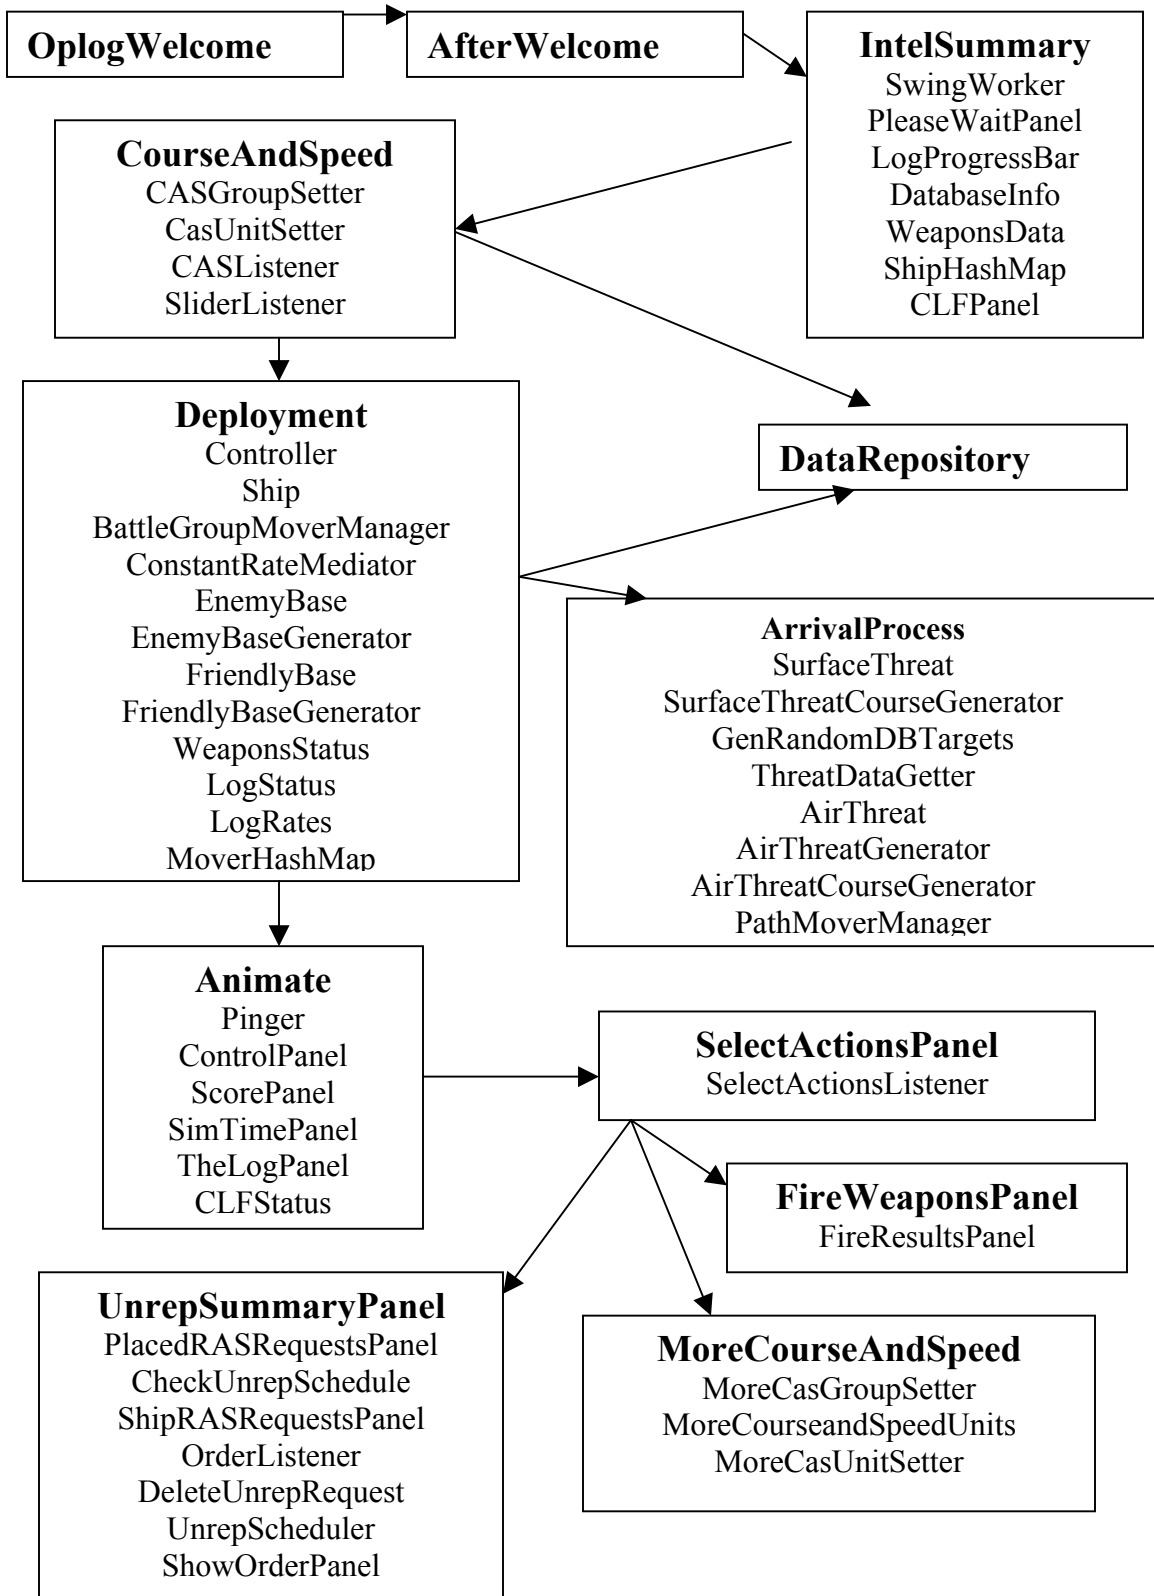 OplogWelcome
AfterWelcome
IntelSummary
SwingWorker
PleaseWaitPanel
LogProgressBar
DatabaseInfo
WeaponsData
ShipHashMap
CLFPanel
CourseAndSpeed
CASGroupSetter
CasUnitSetter
CASListener
SliderListener
Deployment
Controller
Ship
BattleGroupMoverManager
ConstantRateMediator
EnemyBase
EnemyBaseGenerator
FriendlyBase
FriendlyBaseGenerator
WeaponsStatus
LogStatus
LogRates
MoverHashMap
DataRepository
ArrivalProcess
SurfaceThreat
SurfaceThreatCourseGenerator
GenRandomDBTargets
ThreatDataGetter
AirThreat
AirThreatGenerator
AirThreatCourseGenerator
PathMoverManager
Animate
Pinger
ControlPanel
ScorePanel
SimTimePanel
TheLogPanel
CLFStatus
SelectActionsPanel
SelectActionsListener
FireWeaponsPanel
FireResultsPanel
UnrepSummaryPanel
PlacedRASRequestsPanel
CheckUnrepSchedule
ShipRASRequestsPanel
OrderListener
DeleteUnrepRequest
UnrepScheduler
ShowOrderPanel
MoreCourseAndSpeed
MoreCasGroupSetter
MoreCourseandSpeedUnits
MoreCasUnitSetter